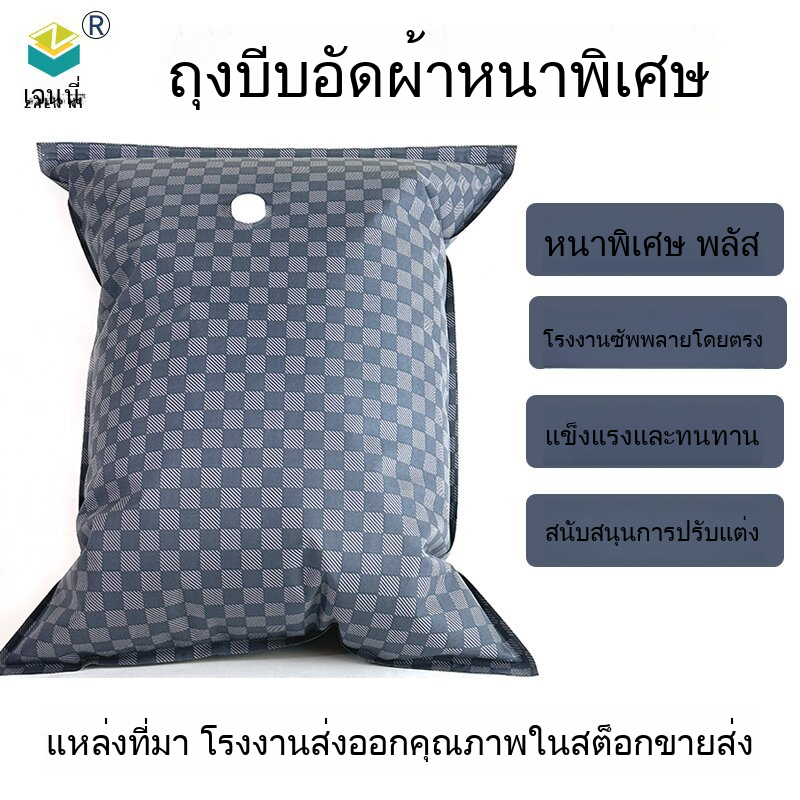 ®
เจนนี่
ถุงบีบอัดผ้าหนาพิเศษ
หนาพิเศษ พลัส
โรงงานซัพพลายโดยตรง
แข็งแรงและทนทาน
สนับสนุนการปรับแต่ง
แหล่งที่มา โรงงานส่งออกคุณภาพในสต็อกขายส่ง